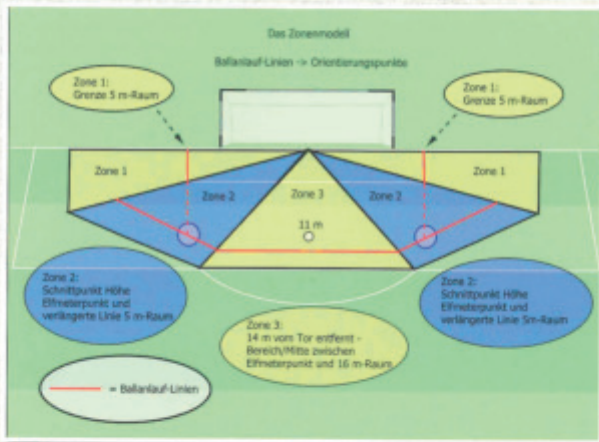 Das Zonenmodell
Ballanlauf-Linien -> Orientierungspunkte
Zone 1:
Grenze 5 m-Raum
Zone 1:
Grenze 5 m-Raum
Zone 1
Zone 2
Zone 3
Zone 2
Zone 1
11 m
Zone 2:
Schnittpunkt Höhe
Elfmeterpunkt und
verlängerte Linie 5 m-Raum
Zone 2:
Schnittpunkt Höhe
Elfmeterpunkt und
verlängerte Linie 5m-Raum
Zone 3:
14 m vom Tor entfernt -
Bereich/Mitte zwischen
Elfmeterpunkt und 16 m-Raum
= Ballanlauf-Linien